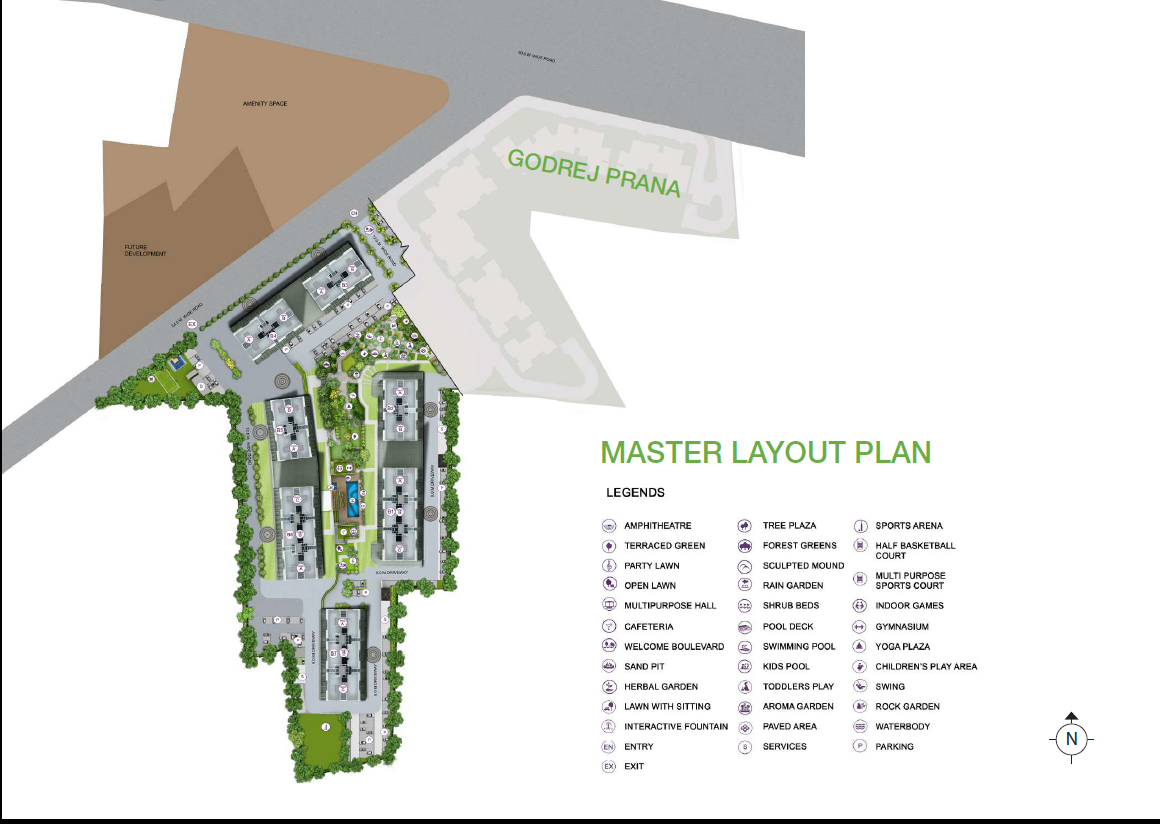 AMENITY SPACE
GODREJ PRANA
FUTURE
DEVELOPMENT
EN
EX
MASTER LAYOUT PLAN
LEGENDS
AMPHITHEATRE
TERRACED GREEN
PARTY LAWN
OPEN LAWN
MULTIPURPOSE HALL
CAFETERIA
WELCOME BOULEVARD
SAND PIT
HERBAL GARDEN
LAWN WITH SITTING
INTERACTIVE FOUNTAIN
EN ENTRY
EX EXIT
TREE PLAZA
FOREST GREENS
SCULPTED MOUND
RAIN GARDEN
SHRUB BEDS
POOL DECK
SWIMMING POOL
KIDS POOL
TODDLERS PLAY
AROMA GARDEN
PAVED AREA
S SERVICES
SPORTS ARENA
HALF BASKETBALL
COURT
MULTI PURPOSE
SPORTS COURT
INDOOR GAMES
GYMNASIUM
YOGA PLAZA
CHILDREN'S PLAY AREA
SWING
ROCK GARDEN
WATERBODY
P PARKING
N